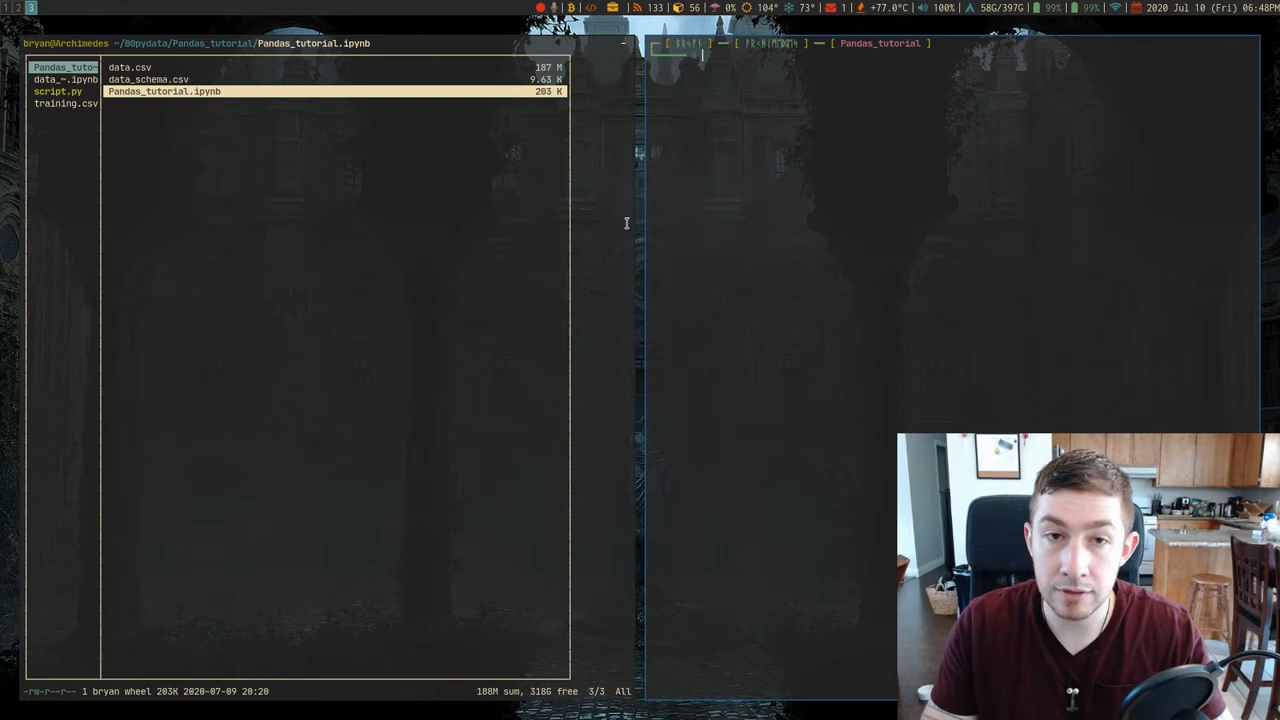 1 2 3
133 56 0% 104° 73° 1 +77.0°C 100% 58G/397G 99% 99% 2020 Jul 10 (Fri) 06:48PM
bryan@Archimedes ~/00pydata/Pandas_tutorial/Pandas_tutorial.ipynb
Pandas_tuto~ data.csv 187 M
data_~.ipynb data_schema.csv 9.63 K
script.py Pandas_tutorial.ipynb 203 K
training.csv
-rw-r--r-- 1 bryan wheel 203K 2020-07-09 20:20 188M sum, 318G free 3/3 All
[ Pandas_tutorial ]